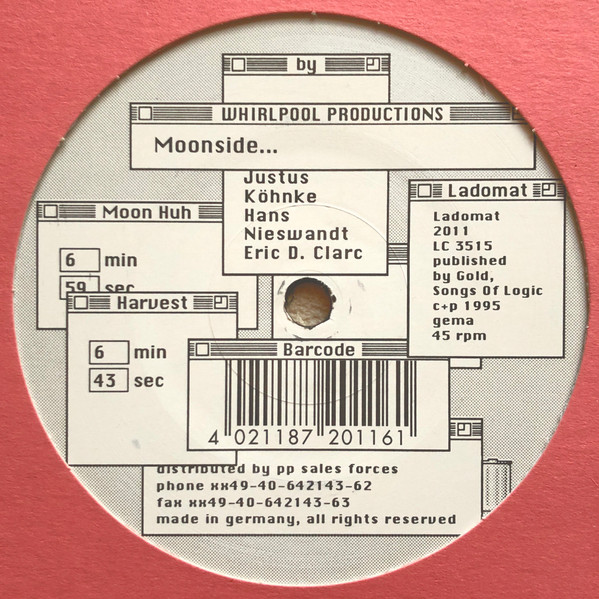 by
WHIRLPOOL PRODUCTIONS
Moonside...
Justus
Köhnke
Hans
Nieswandt
Eric D. Clarc
Ladomat
Ladomat
2011
LC 3515
published
by Gold,
Songs Of Logic
c+p 1995
gema
45 rpm
Moon Huh
6 min
59 sec
Harvest
6 min
43 sec
Barcode
4 021187 201161
distributed by pp sales forces
phone xx49-40-642143-62
fax xx49-40-642143-63
made in germany, all rights reserved